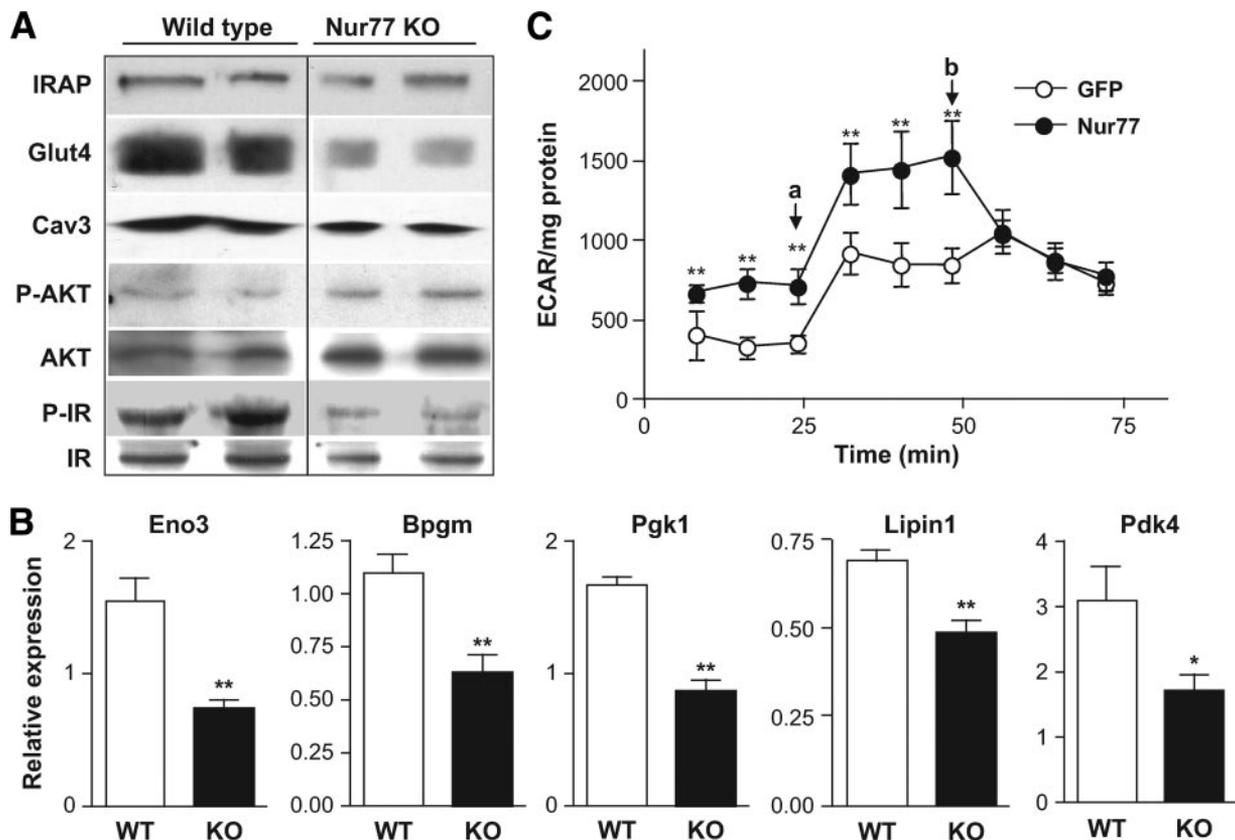 A
Wild type Nur77 KO
IRAP
Glut4
Cav3
P-AKT
AKT
P-IR
IR
C
ECAR/mg protein
2000
1500
1000
500
0
** ** ** ** ** **
a
b
GFP
Nur77
0 25 50 75
Time (min)
B
Relative expression
Eno3
2
1
0
**
WT KO
Bpgm
1.25
1.00
0.75
0.50
0.25
0.00
**
WT KO
Pgk1
2
1
0
**
WT KO
Lipin1
0.75
0.50
0.25
0.00
**
WT KO
Pdk4
4
3
2
1
0
*
WT KO